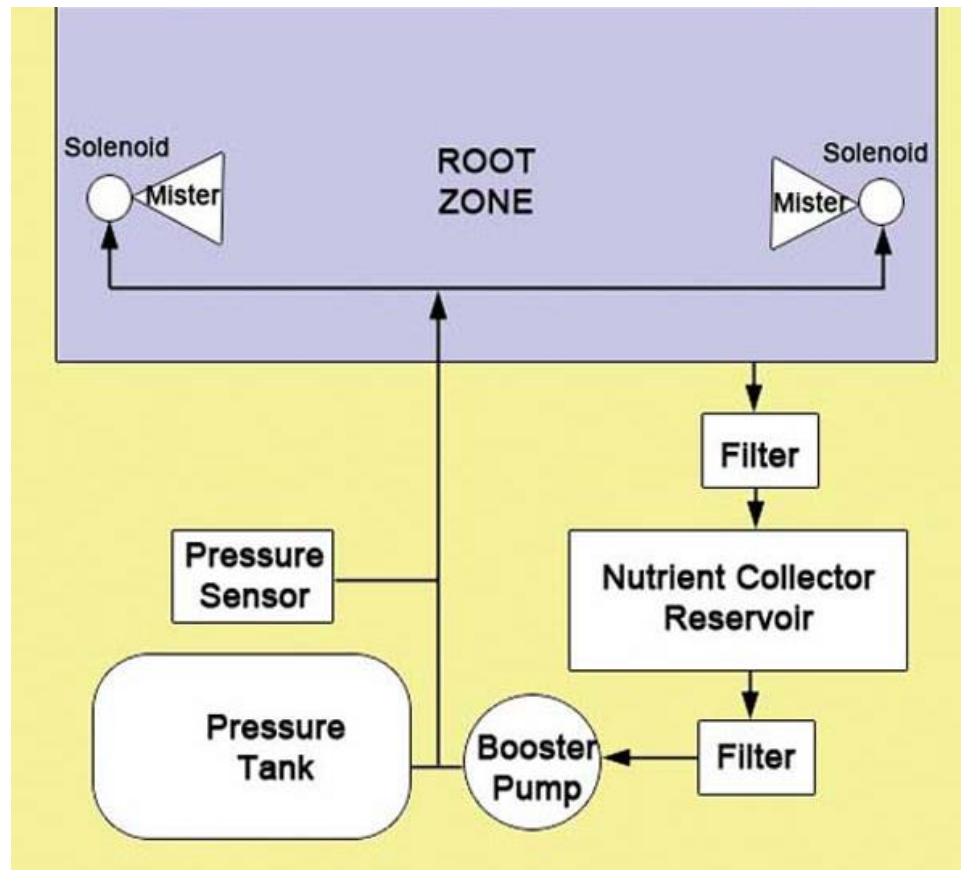 Solenoid
Mister
ROOT
ZONE
Solenoid
Mister
Filter
Pressure
Sensor
Nutrient Collector
Reservoir
Pressure
Tank
Booster
Pump
Filter